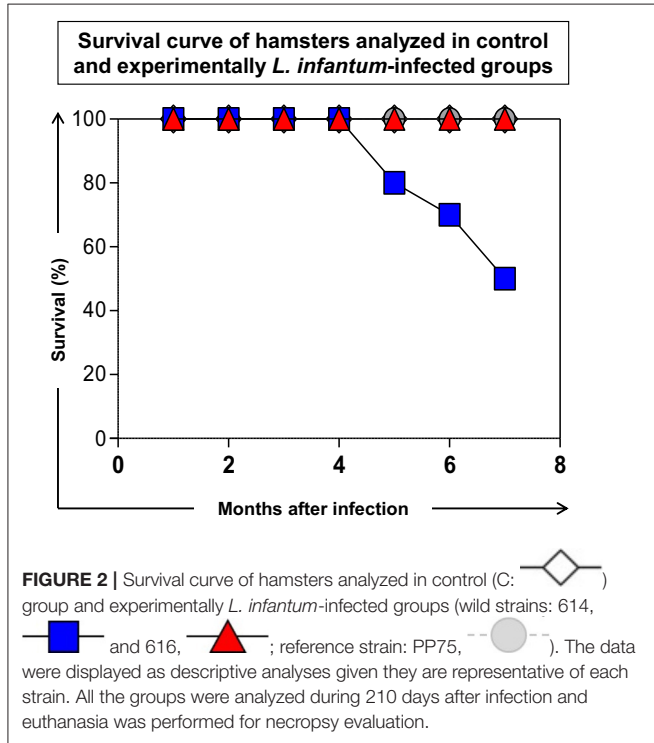 Survival curve of hamsters analyzed in control
and experimentally L. infantum-infected groups
100
80
60
40
20
0
Survival (%)
0 2 4 6 8
Months after infection
FIGURE 2 | Survival curve of hamsters analyzed in control (C: )
group and experimentally L. infantum-infected groups (wild strains: 614,
and 616, ; reference strain: PP75, ). The data
were displayed as descriptive analyses given they are representative of each
strain. All the groups were analyzed during 210 days after infection and
euthanasia was performed for necropsy evaluation.